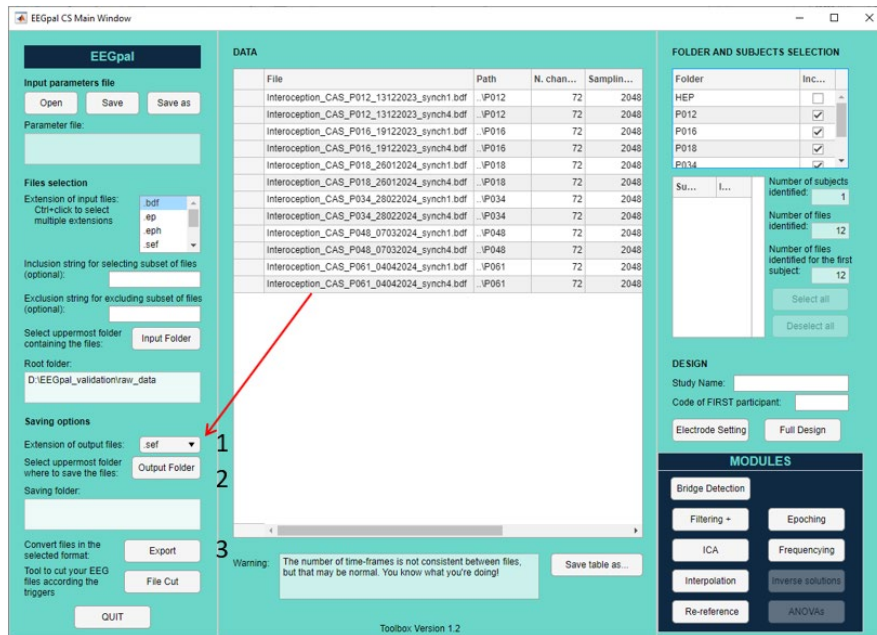 EEGpal CS Main Window
EEGpal
Input parameters file
Open Save Save as
Parameter file:
Files selection
Extension of input files:
Ctrl+click to select
multiple extensions
.bdf
.ep
.eph
.sef
Inclusion string for selecting subset of files
(optional):
Exclusion string for excluding subset of files
(optional):
Select uppermost folder
containing the files:
Input Folder
Root folder:
D:\EEGpal_validation\raw_data
Saving options
Extension of output files: .sef
1
Select uppermost folder
where to save the files:
Output Folder
2
Saving folder:
Convert files in the
selected format:
Export
3
Tool to cut your EEG
files according the
triggers
File Cut
QUIT
DATA
File Path N. chan... Samplin...
Interoception_CAS_P012_13122023_synch1.bdf ..\P012 72 2048
Interoception_CAS_P012_13122023_synch4.bdf ..\P012 72 2048
Interoception_CAS_P016_19122023_synch1.bdf ..\P016 72 2048
Interoception_CAS_P016_19122023_synch4.bdf ..\P016 72 2048
Interoception_CAS_P018_26012024_synch1.bdf ..\P018 72 2048
Interoception_CAS_P018_26012024_synch4.bdf ..\P018 72 2048
Interoception_CAS_P034_28022024_synch1.bdf ..\P034 72 2048
Interoception_CAS_P034_28022024_synch4.bdf ..\P034 72 2048
Interoception_CAS_P048_07032024_synch1.bdf ..\P048 72 2048
Interoception_CAS_P048_07032024_synch4.bdf ..\P048 72 2048
Interoception_CAS_P061_04042024_synch1.bdf ..\P061 72 2048
Interoception_CAS_P061_04042024_synch4.bdf ..\P061 72 2048
Warning:
The number of time-frames is not consistent between files,
but that may be normal. You know what you're doing!
Save table as...
Toolbox Version 1.2
FOLDER AND SUBJECTS SELECTION
Folder Inc...
HEP
P012
P016
P018
P034
Su... I...
Number of subjects
identified:
1
Number of files
identified:
12
Number of files
identified for the first
subject:
12
Select all
Deselect all
DESIGN
Study Name:
Code of FIRST participant:
Electrode Setting Full Design
MODULES
Bridge Detection
Filtering + Epoching
ICA Frequencying
Interpolation Inverse solutions
Re-reference ANOVAs